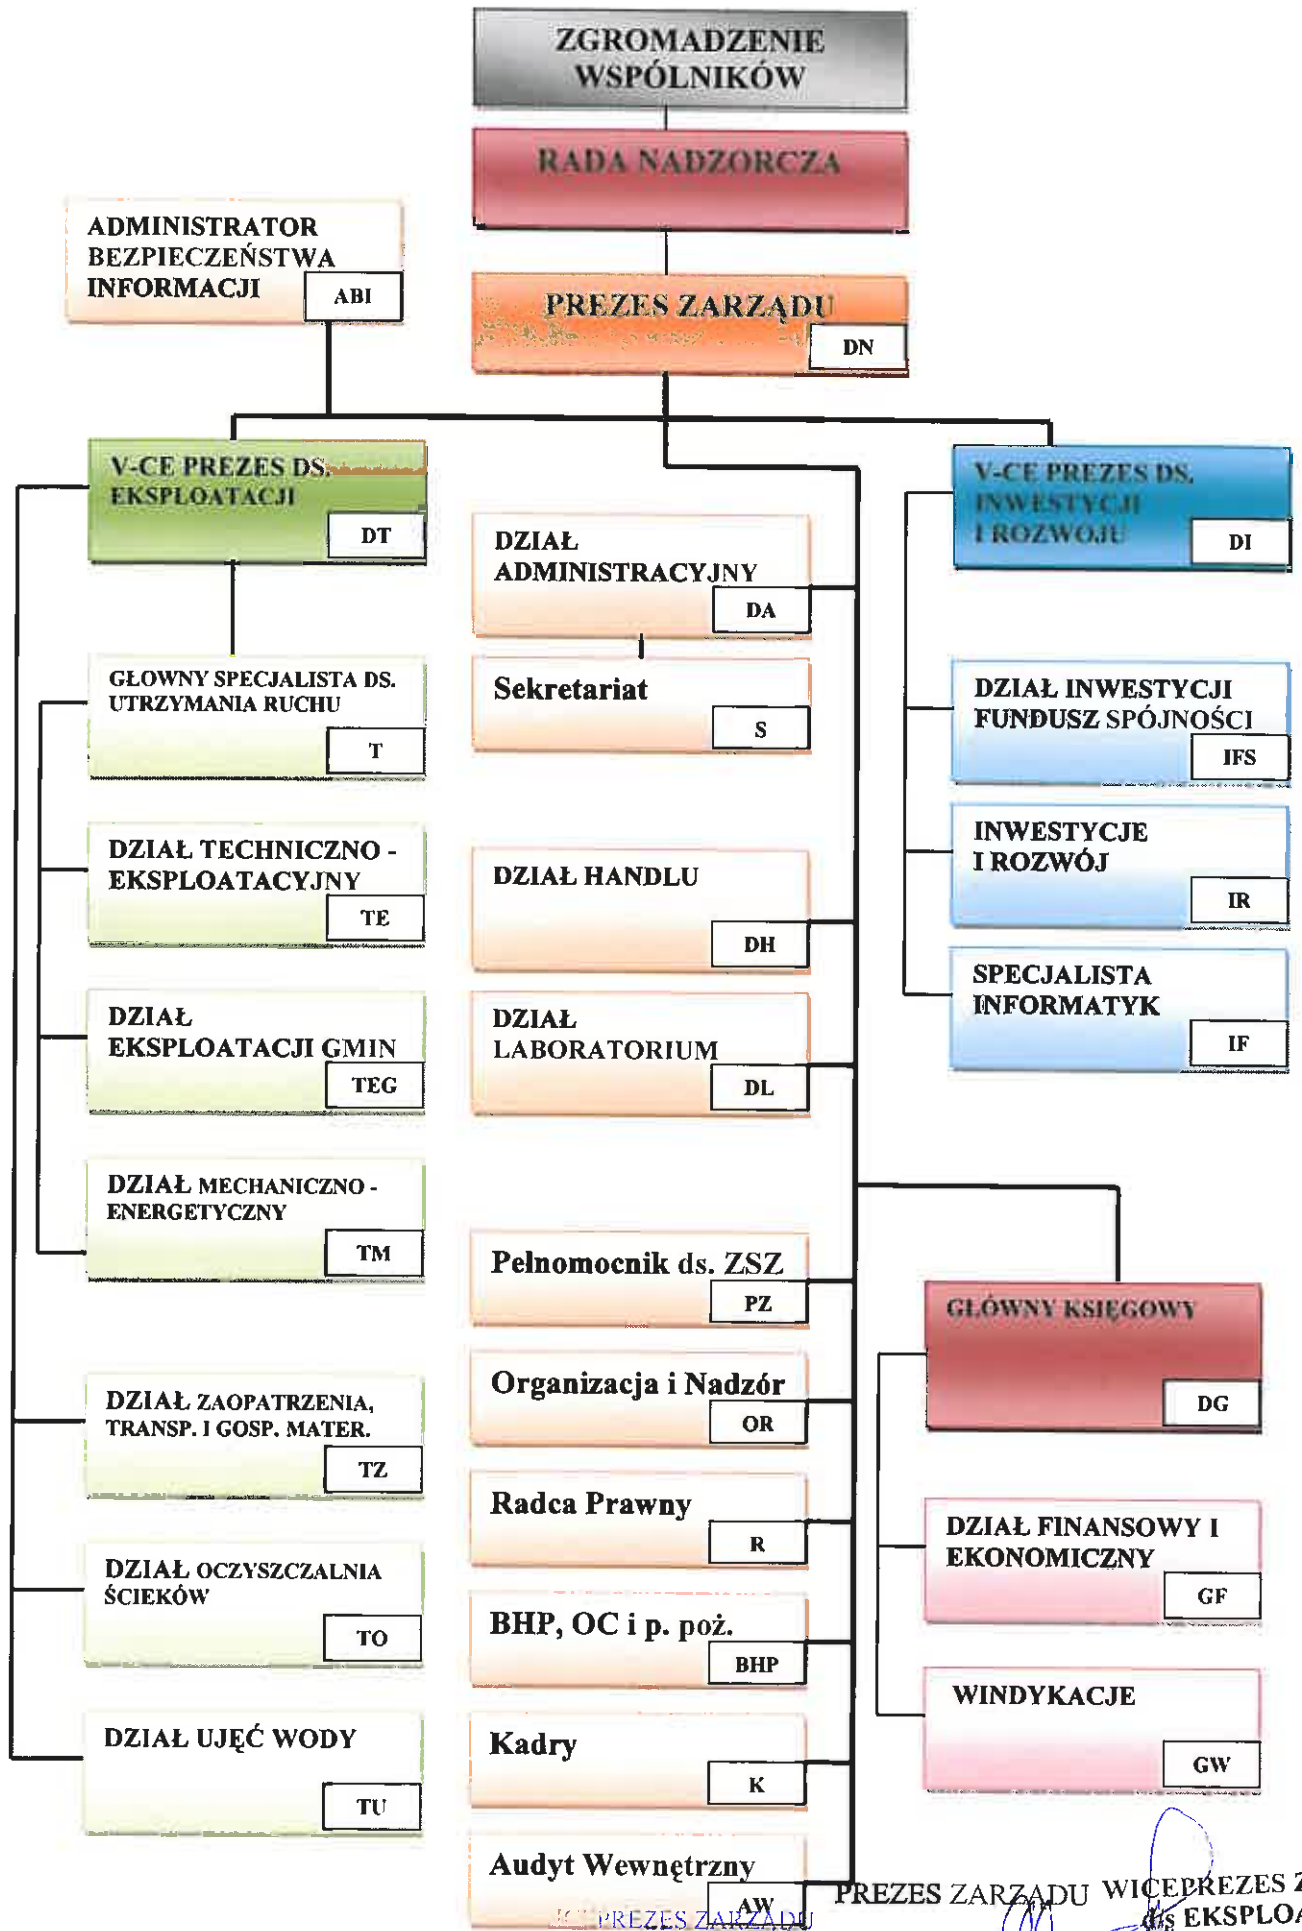 ZGROMADZENIE
WSPÓLNIKÓW
RADA NADZORCZA
ADMINISTRATOR
BEZPIECZEŃSTWA
INFORMACJI
ABI
PREZES ZARZĄDU
DN
V-CE PREZES DS.
EKSPLOATACJI
DT
GŁOWNY SPECJALISTA DS.
UTRZYMANIA RUCHU
T
DZIAŁ TECHNICZNO -
EKSPLOATACYJNY
TE
DZIAŁ
EKSPLOATACJI GMIN
TEG
DZIAŁ MECHANICZNO -
ENERGETYCZNY
TM
DZIAŁ ZAOPATRZENIA,
TRANSP. I GOSP. MATER.
TZ
DZIAŁ OCZYSZCZALNIA
ŚCIEKÓW
TO
DZIAŁ UJĘĆ WODY
TU
DZIAŁ
ADMINISTRACYJNY
DA
Sekretariat
S
DZIAŁ HANDLU
DH
DZIAŁ
LABORATORIUM
DL
Pełnomocnik ds. ZSZ
PZ
Organizacja i Nadzór
OR
Radca Prawny
R
BHP, OC i p. poż.
BHP
Kadry
K
Audyt Wewnętrzny
AW
V-CE PREZES DS.
INWESTYCJI
I ROZWOJU
DI
DZIAŁ INWESTYCJI
FUNDUSZ SPÓJNOŚCI
IFS
INWESTYCJE
I ROZWÓJ
IR
SPECJALISTA
INFORMATYK
IF
GŁÓWNY KSIĘGOWY
DG
DZIAŁ FINANSOWY I
EKONOMICZNY
GF
WINDYKACJE
GW
PREZES ZARZĄDU
PREZES ZARZĄDU
WICEPREZES Z
ds EKSPLOA